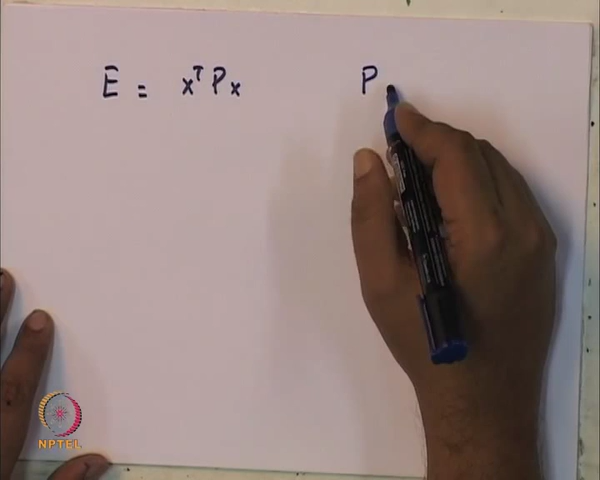 E = xᵀPx P
NPTEL